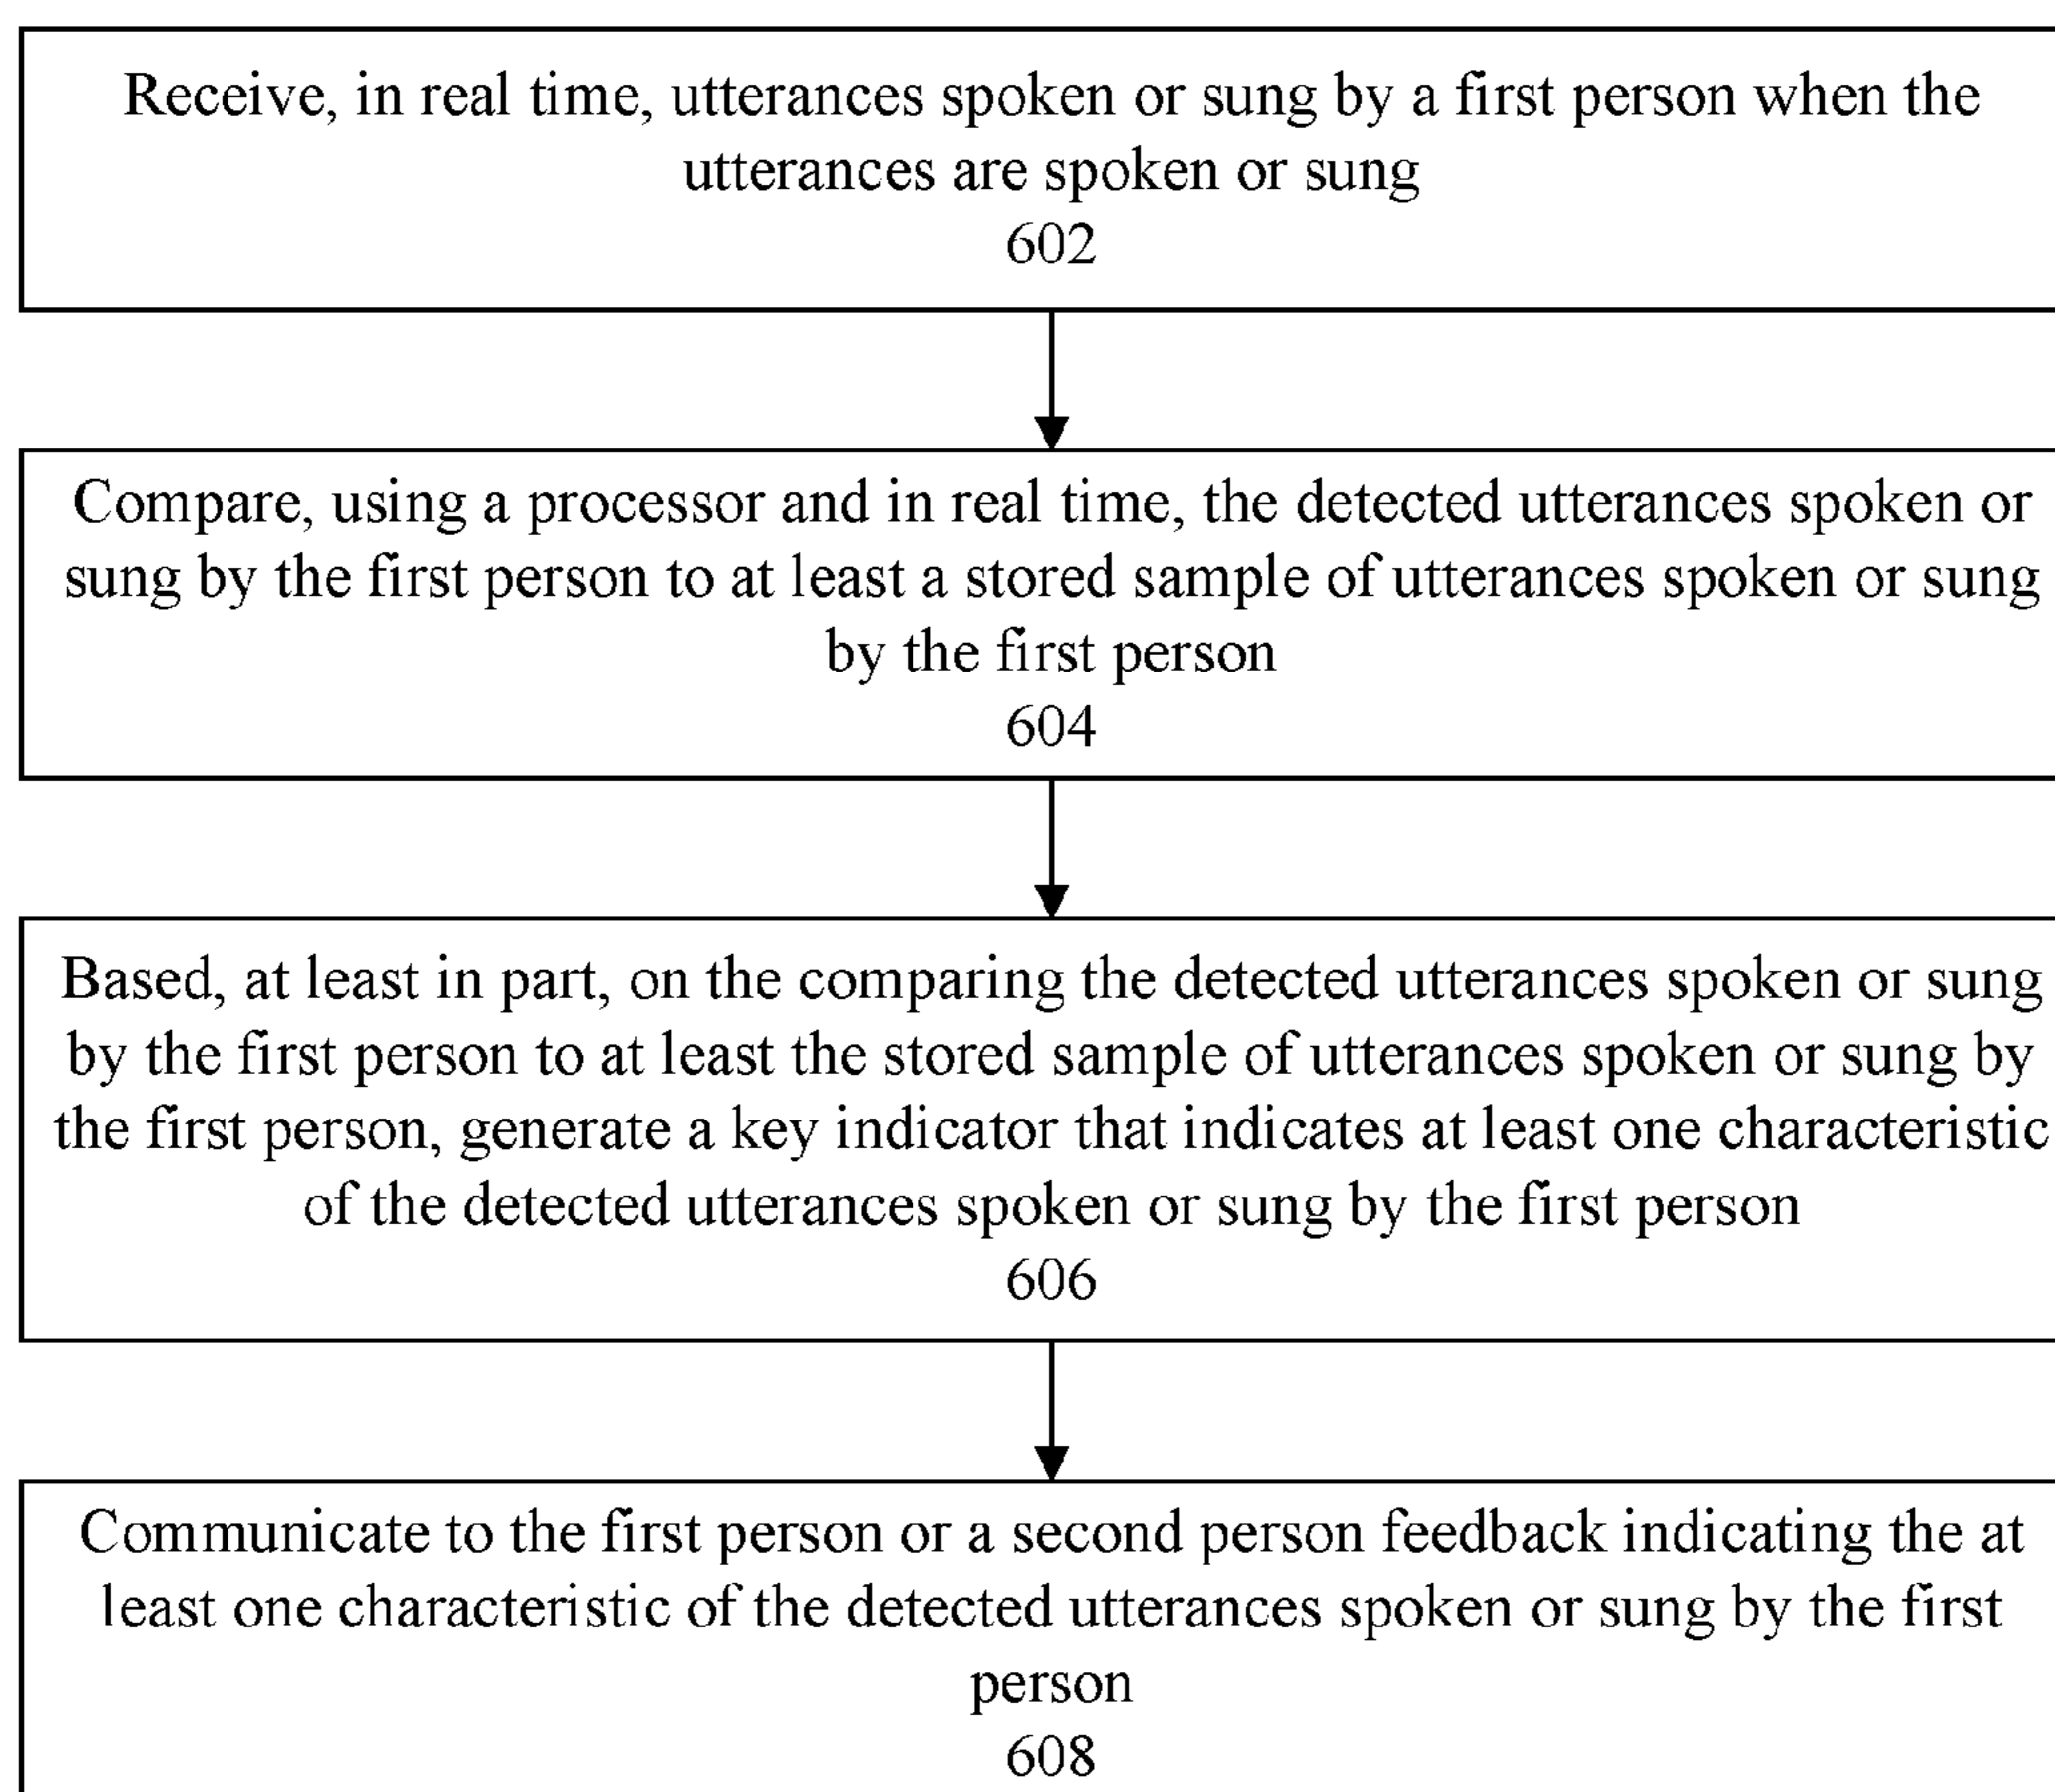 Receive, in real time, utterances spoken or sung by a first person when the
utterances are spoken or sung
602
Compare, using a processor and in real time, the detected utterances spoken or
sung by the first person to at least a stored sample of utterances spoken or sung
by the first person
604
Based, at least in part, on the comparing the detected utterances spoken or sung
by the first person to at least the stored sample of utterances spoken or sung by
the first person, generate a key indicator that indicates at least one characteristic
of the detected utterances spoken or sung by the first person
606
Communicate to the first person or a second person feedback indicating the at
least one characteristic of the detected utterances spoken or sung by the first
person
608